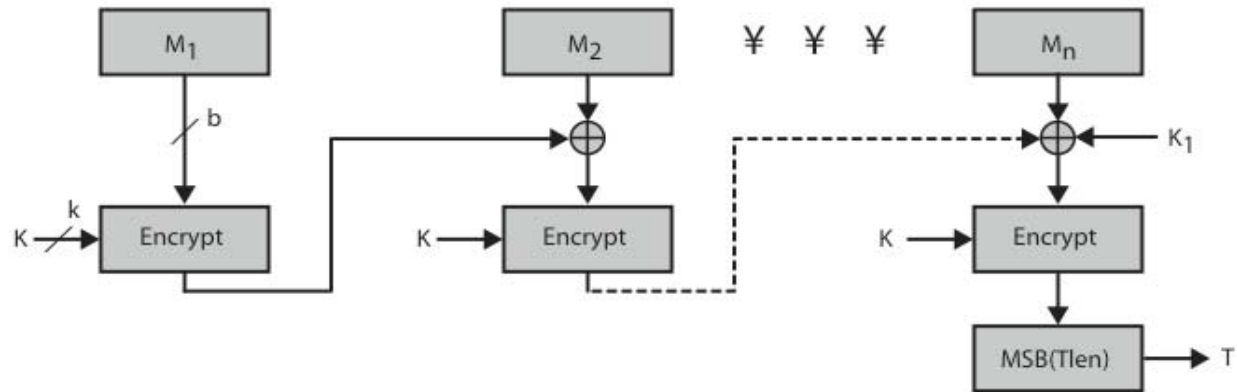 M1 M2 ¥ ¥ ¥ Mn
b
K1
k
K Encrypt K Encrypt K Encrypt
MSB(Tlen) T